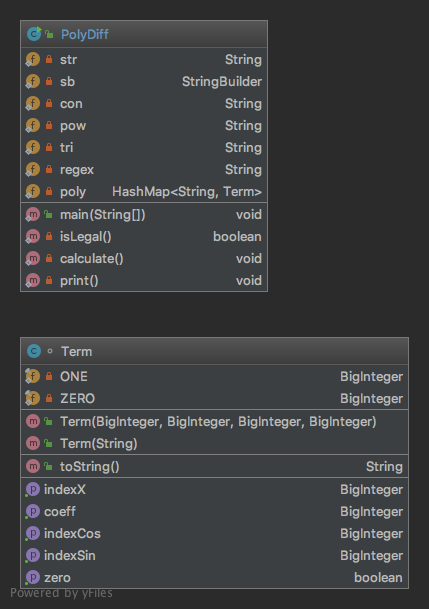 PolyDiff
str String
sb StringBuilder
con String
pow String
tri String
regex String
poly HashMap<String, Term>
main(String[]) void
isLegal() boolean
calculate() void
print() void
Term
ONE BigInteger
ZERO BigInteger
Term(BigInteger, BigInteger, BigInteger, BigInteger)
Term(String)
toString() String
indexX BigInteger
coeff BigInteger
indexCos BigInteger
indexSin BigInteger
zero boolean
Powered by yFiles